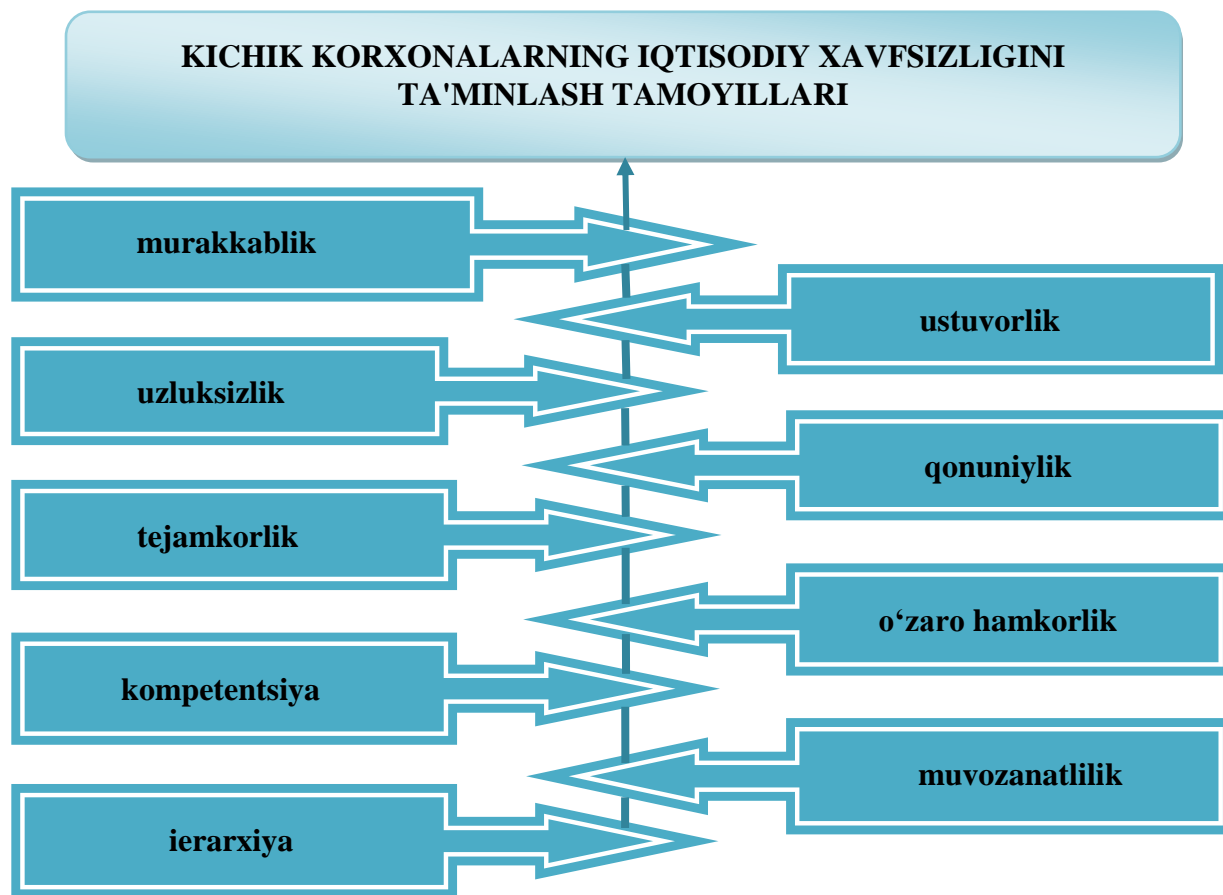 KICHIK KORXONALARNING IQTISODIY XAVFSIZLIGINI
TA'MINLASH TAMOYILLARI
murakkablik
ustuvorlik
uzluksizlik
qonuniylik
tejamkorlik
o‘zaro hamkorlik
kompetentsiya
muvozanatlilik
ierarxiya